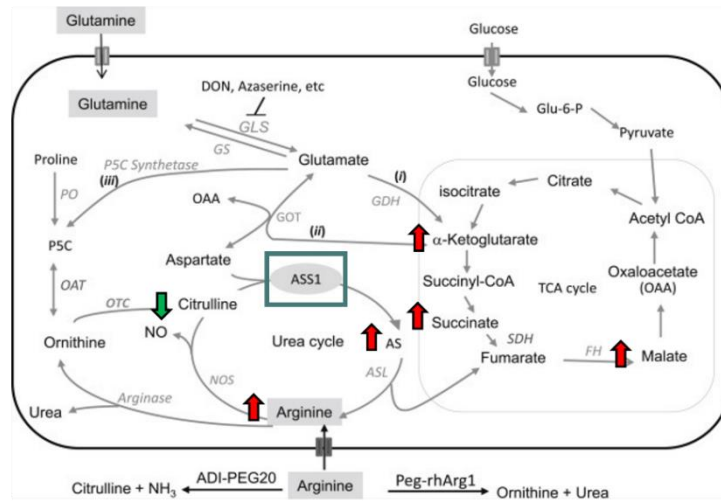 Glutamine
Glucose
Glucose
Glutamine
DON, Azaserine, etc
Glu-6-P
GLS
GS
Pyruvate
Glutamate
Proline
P5C Synthetase
(iii)
(i)
Citrate
isocitrate
PO
OAA
GOT
GDH
Acetyl CoA
(ii)
α-Ketoglutarate
P5C
Aspartate
Oxaloacetate
(OAA)
Succinyl-CoA
ASS1
OAT
TCA cycle
OTC
Citrulline
Succinate
NO
Urea cycle
AS
SDH
Ornithine
Fumarate
FH
Malate
ASL
NOS
Arginase
Arginine
Urea
ADI-PEG20
Peg-rhArg1
Citrulline + NH3
Arginine
Ornithine + Urea